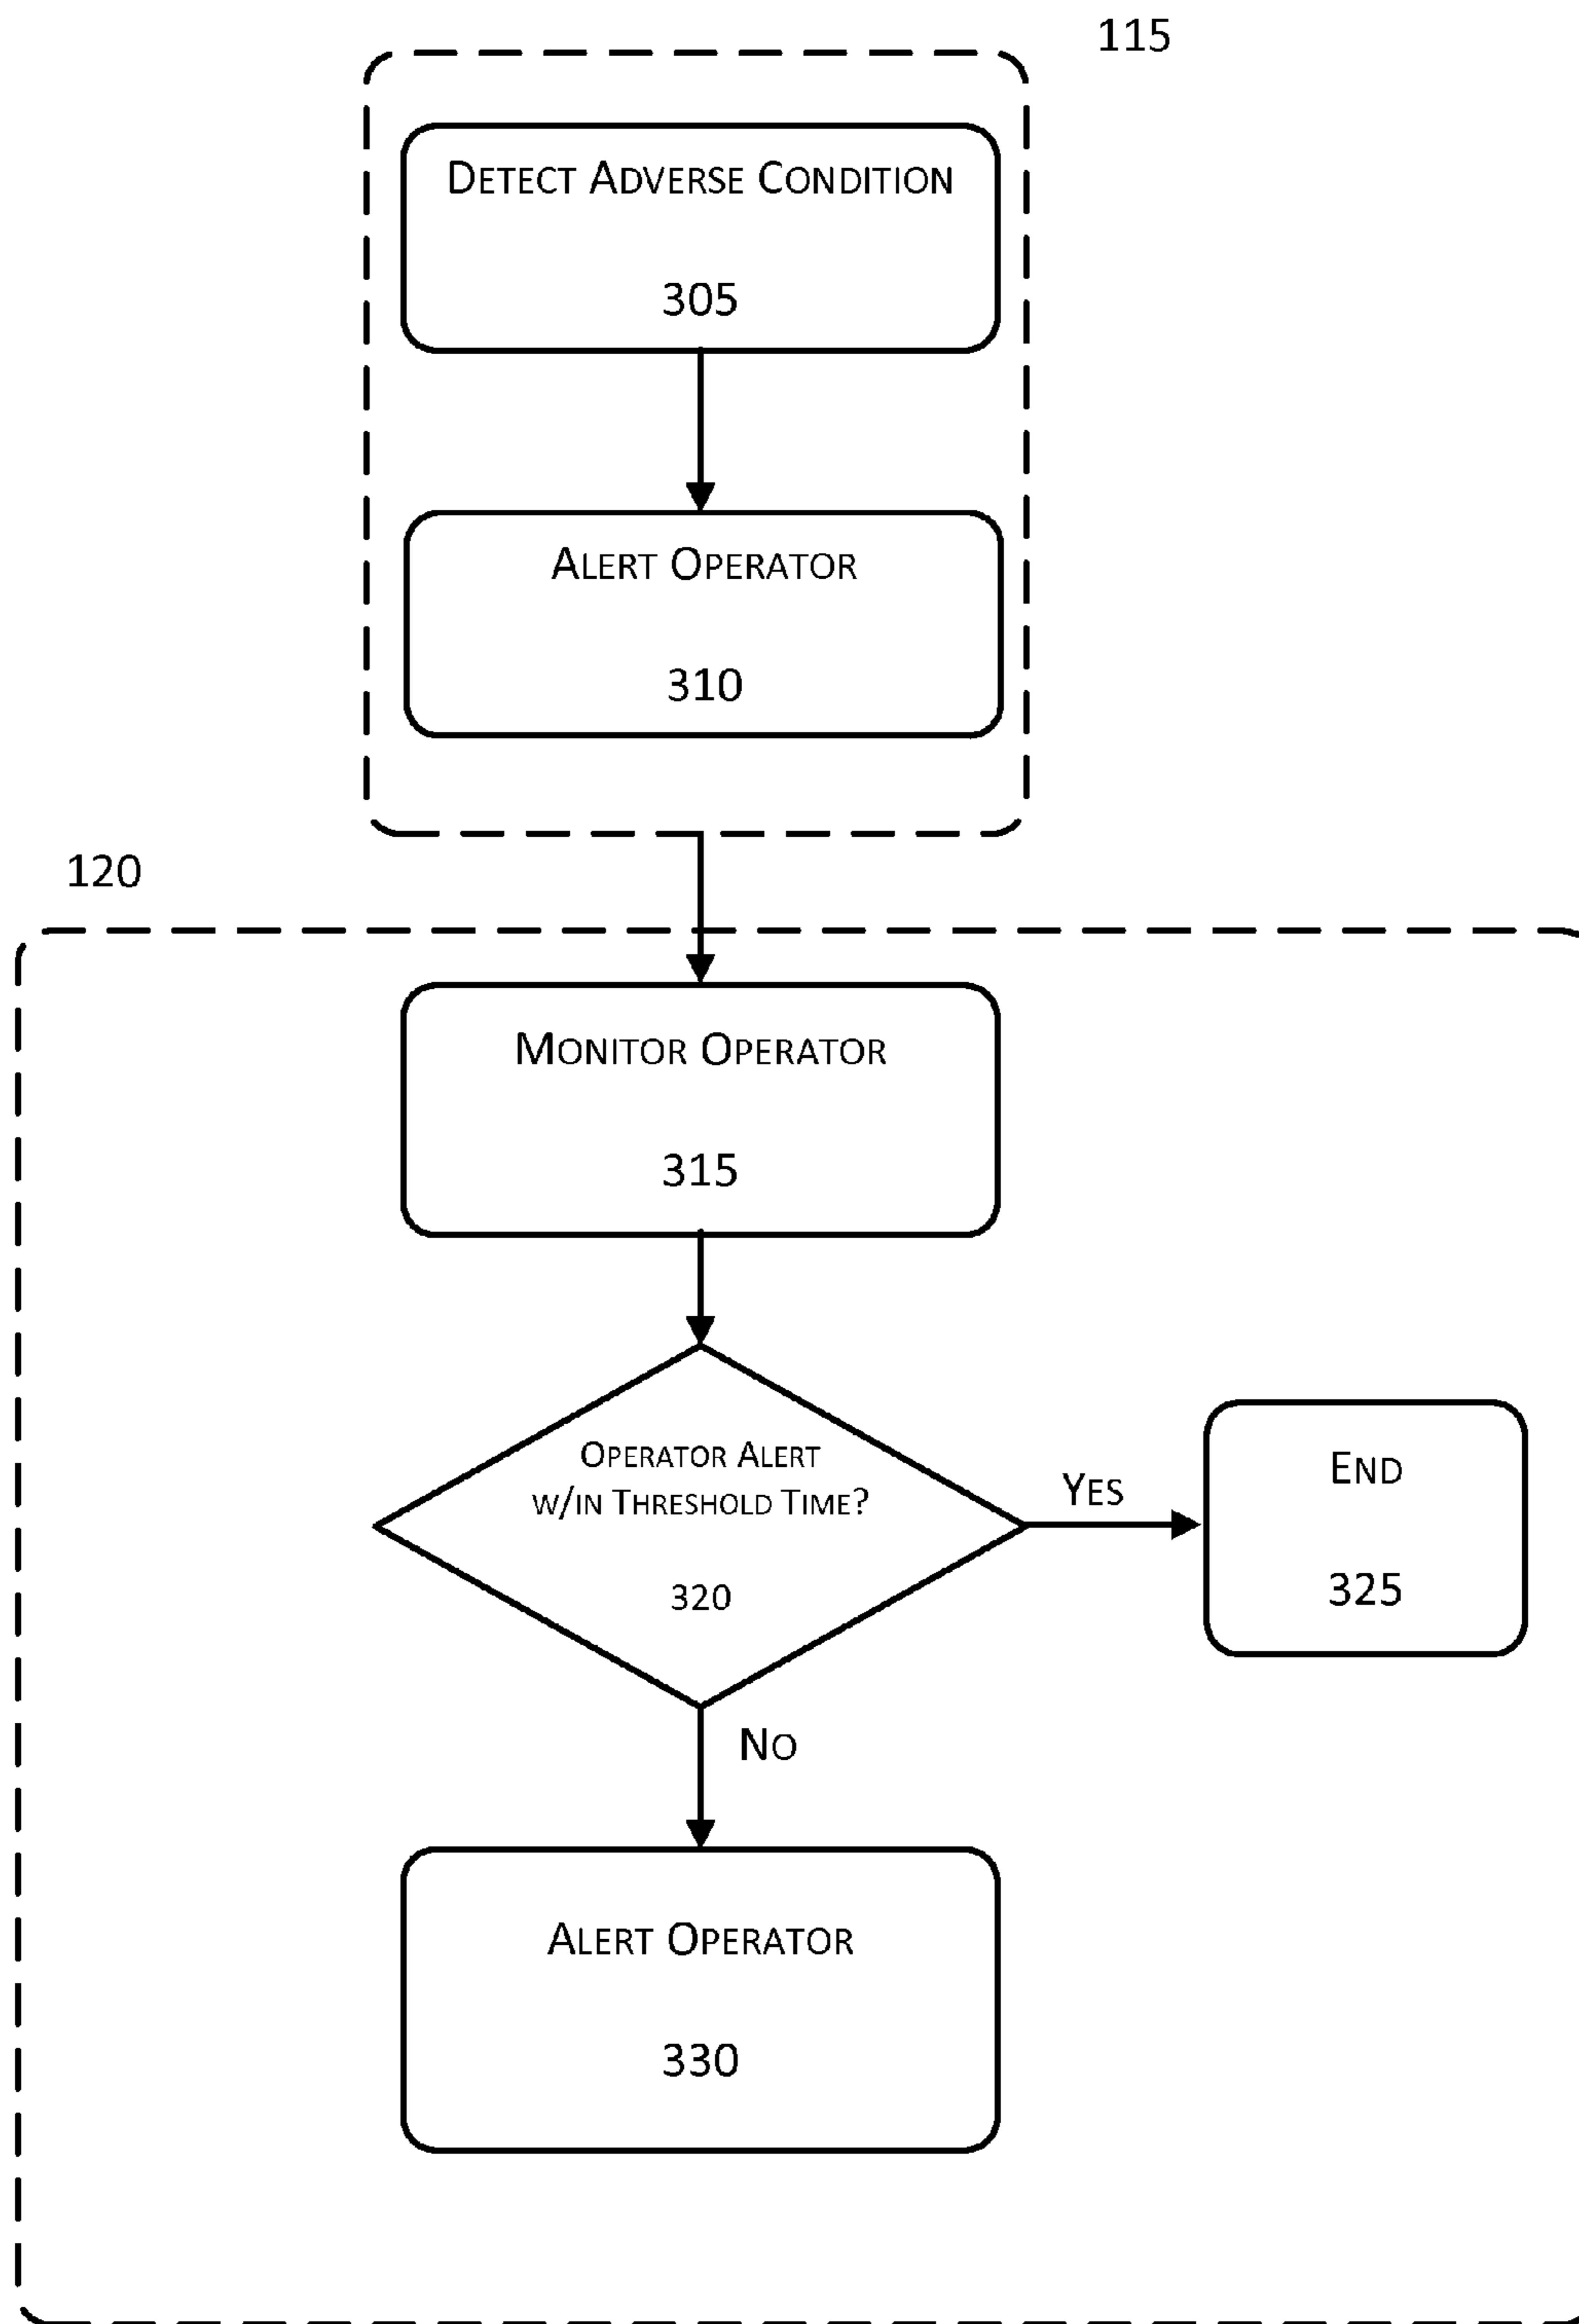 115
Detect Adverse Condition
305
Alert Operator
310
120
Monitor Operator
315
Operator Alert
w/in Threshold Time?
320
Yes
End
325
No
Alert Operator
330